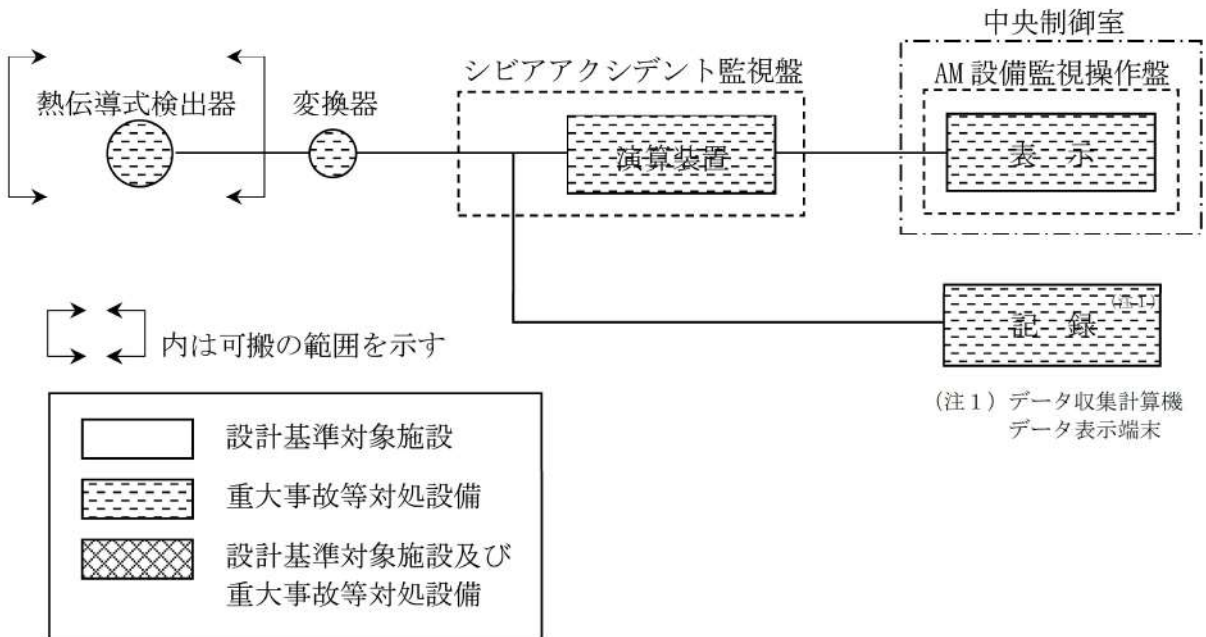 中央制御室
シビアアクシデント監視盤
AM 設備監視操作盤
熱伝導式検出器
変換器
演算装置
表 示
(注1)
記 録
内は可搬の範囲を示す
(注1) データ収集計算機
データ表示端末
設計基準対象施設
重大事故等対処設備
設計基準対象施設及び
重大事故等対処設備